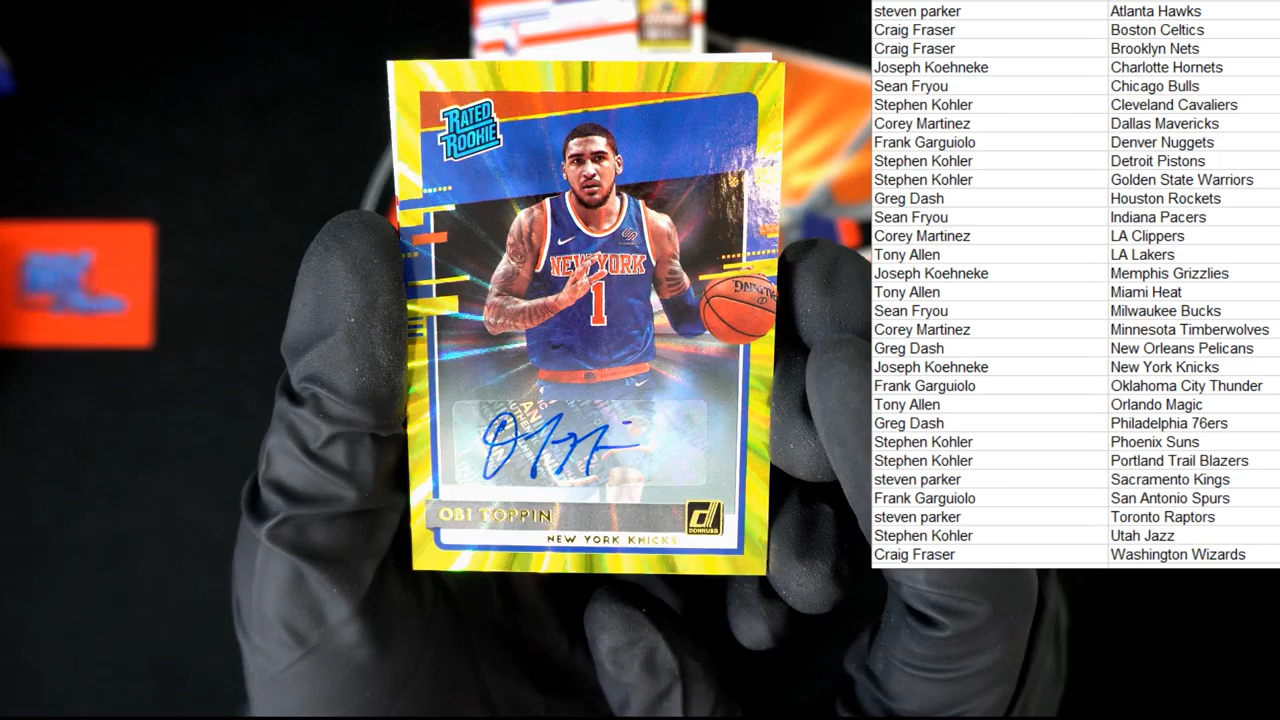 RATED
ROOKIE
NEW YORK
1
OBI TOPPIN
DONRUSS
NEW YORK KNICKS
steven parker Atlanta Hawks
Craig Fraser Boston Celtics
Craig Fraser Brooklyn Nets
Joseph Koehneke Charlotte Hornets
Sean Fryou Chicago Bulls
Stephen Kohler Cleveland Cavaliers
Corey Martinez Dallas Mavericks
Frank Garguiolo Denver Nuggets
Stephen Kohler Detroit Pistons
Stephen Kohler Golden State Warriors
Greg Dash Houston Rockets
Sean Fryou Indiana Pacers
Corey Martinez LA Clippers
Tony Allen LA Lakers
Joseph Koehneke Memphis Grizzlies
Tony Allen Miami Heat
Sean Fryou Milwaukee Bucks
Corey Martinez Minnesota Timberwolves
Greg Dash New Orleans Pelicans
Joseph Koehneke New York Knicks
Frank Garguiolo Oklahoma City Thunder
Tony Allen Orlando Magic
Greg Dash Philadelphia 76ers
Stephen Kohler Phoenix Suns
Stephen Kohler Portland Trail Blazers
steven parker Sacramento Kings
Frank Garguiolo San Antonio Spurs
steven parker Toronto Raptors
Stephen Kohler Utah Jazz
Craig Fraser Washington Wizards